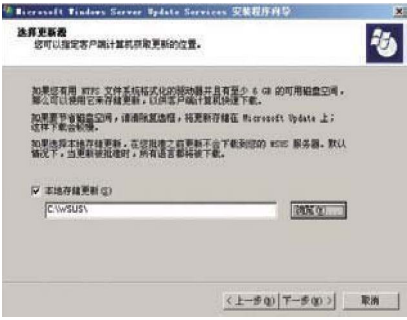 Microsoft Windows Server Update Services 安装程序向导
选择更新源
您可以指定客户端计算机获取更新的位置。
如果您有用 NTFS 文件系统格式化的驱动器并且有至少 6 GB 的可用磁盘空间，
那么可以使用它来存储更新，以供客户端计算机快速下载。
如果要节省磁盘空间，请清除复选框，将更新存储在 Microsoft Update 上；
这样下载会较慢。
如果选择本地存储更新，在您批准之前更新不会下载到您的 WSUS 服务器。默认
情况下，当更新被批准时，所有语言都将被下载。
本地存储更新(L)
C:\WSUS\
浏览(R)...
<上一步(B)
下一步(N) >
取消